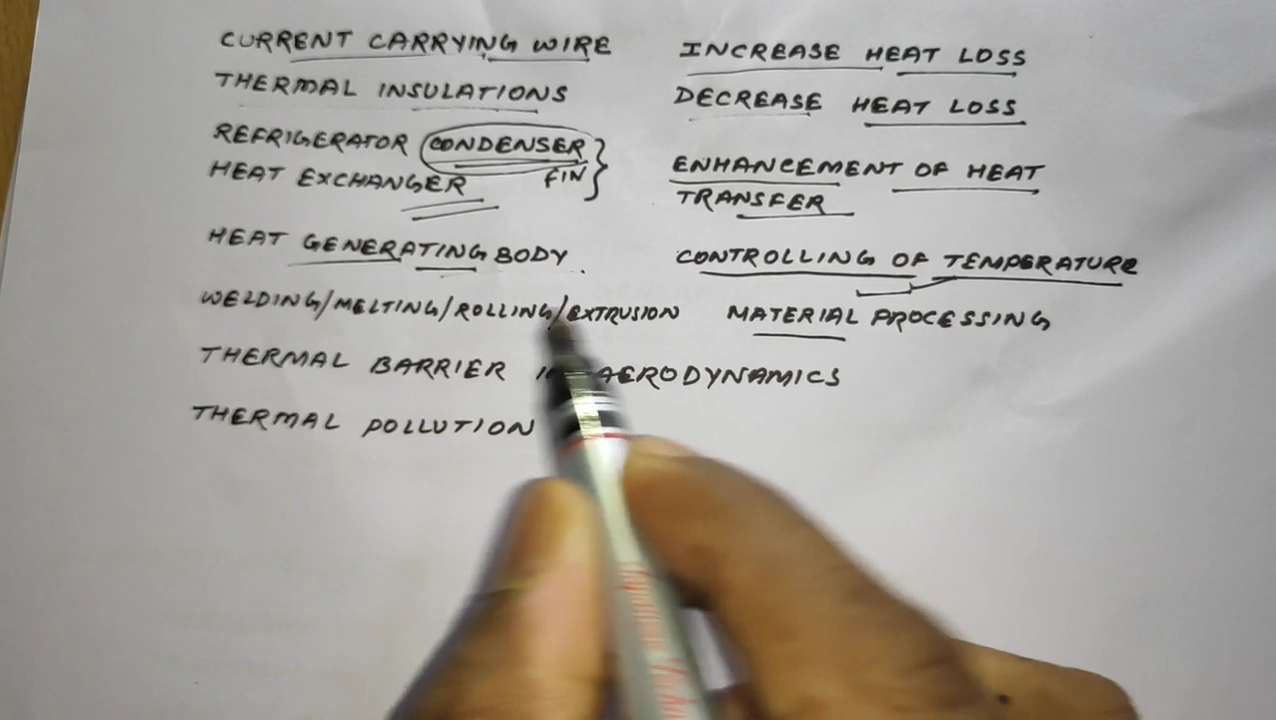 CURRENT CARRYING WIRE INCREASE HEAT LOSS
THERMAL INSULATIONS DECREASE HEAT LOSS
REFRIGERATOR CONDENSER
HEAT EXCHANGER FIN ENHANCEMENT OF HEAT
TRANSFER
HEAT GENERATING BODY. CONTROLLING OF TEMPERATURE
WELDING/MELTING/ROLLING/EXTRUSION MATERIAL PROCESSING
THERMAL BARRIER AERODYNAMICS
THERMAL POLLUTION